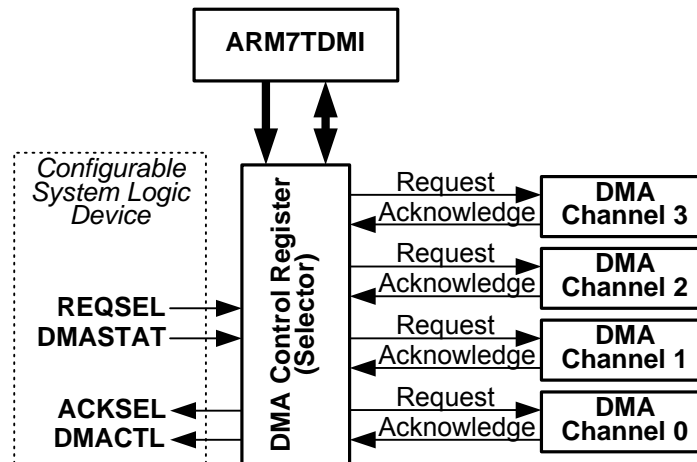 ARM7TDMI
Configurable
System Logic
Device
REQSEL
DMASTAT
ACKSEL
DMACTL
DMA Control Register
(Selector)
Request
Acknowledge
DMA
Channel 3
Request
Acknowledge
DMA
Channel 2
Request
Acknowledge
DMA
Channel 1
Request
Acknowledge
DMA
Channel 0